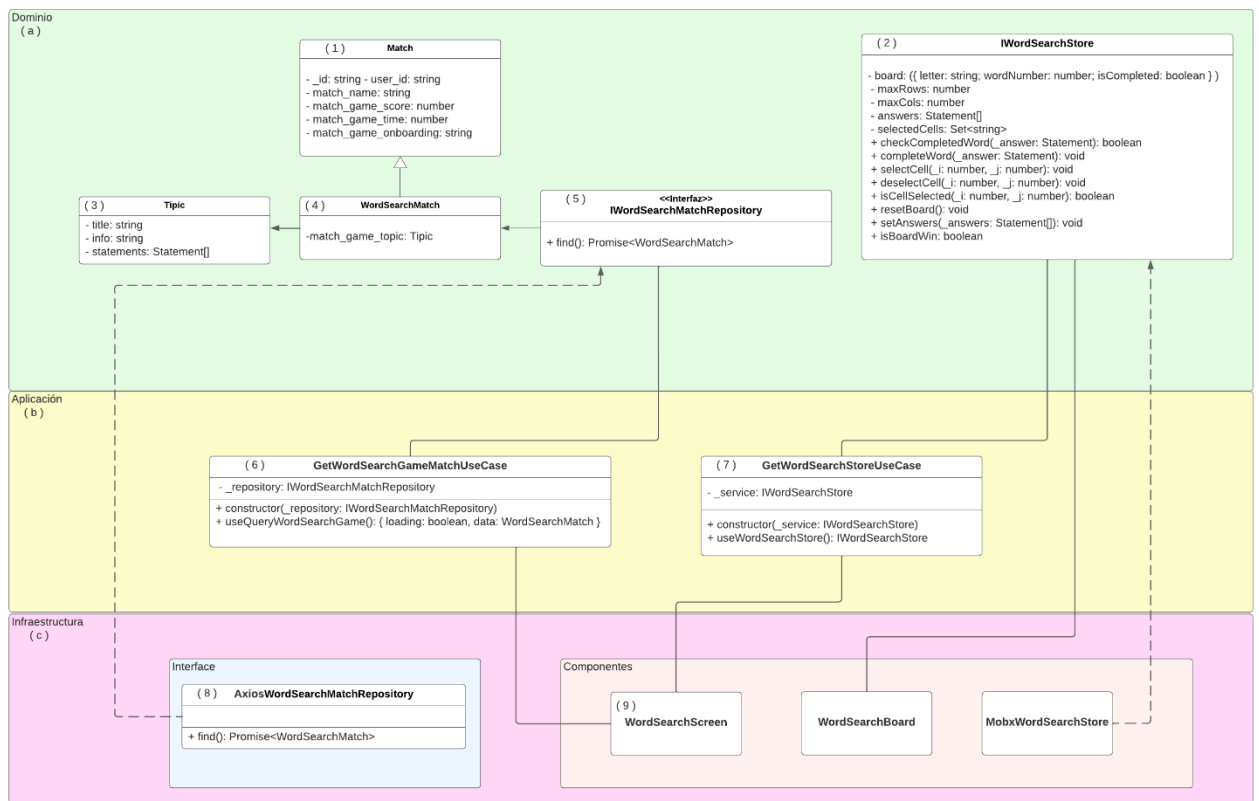 Dominio
( a )
( 1 ) Match
- _id: string - user_id: string
- match_name: string
- match_game_score: number
- match_game_time: number
- match_game_onboarding: string
( 2 ) IWordSearchStore
- board: ({ letter: string; wordNumber: number; isCompleted: boolean } )
- maxRows: number
- maxCols: number
- answers: Statement[]
- selectedCells: Set<string>
+ checkCompletedWord(_answer: Statement): boolean
+ completeWord(_answer: Statement): void
+ selectCell(_i: number, _j: number): void
+ deselectCell(_i: number, _j: number): void
+ isCellSelected(_i: number, _j: number): boolean
+ resetBoard(): void
+ setAnswers(_answers: Statement[]): void
+ isBoardWin: boolean
( 3 ) Tipic
- title: string
- info: string
- statements: Statement[]
( 4 ) WordSearchMatch
-match_game_topic: Tipic
( 5 ) <<Interfaz>>
IWordSearchMatchRepository
+ find(): Promise<WordSearchMatch>
Aplicación
( b )
( 6 ) GetWordSearchGameMatchUseCase
- _repository: IWordSearchMatchRepository
+ constructor(_repository: IWordSearchMatchRepository)
+ useQueryWordSearchGame(): { loading: boolean, data: WordSearchMatch }
( 7 ) GetWordSearchStoreUseCase
- _service: IWordSearchStore
+ constructor(_service: IWordSearchStore)
+ useWordSearchStore(): IWordSearchStore
Infraestructura
( c )
Interface
( 8 ) AxiosWordSearchMatchRepository
+ find(): Promise<WordSearchMatch>
Componentes
( 9 )
WordSearchScreen
WordSearchBoard
MobxWordSearchStore